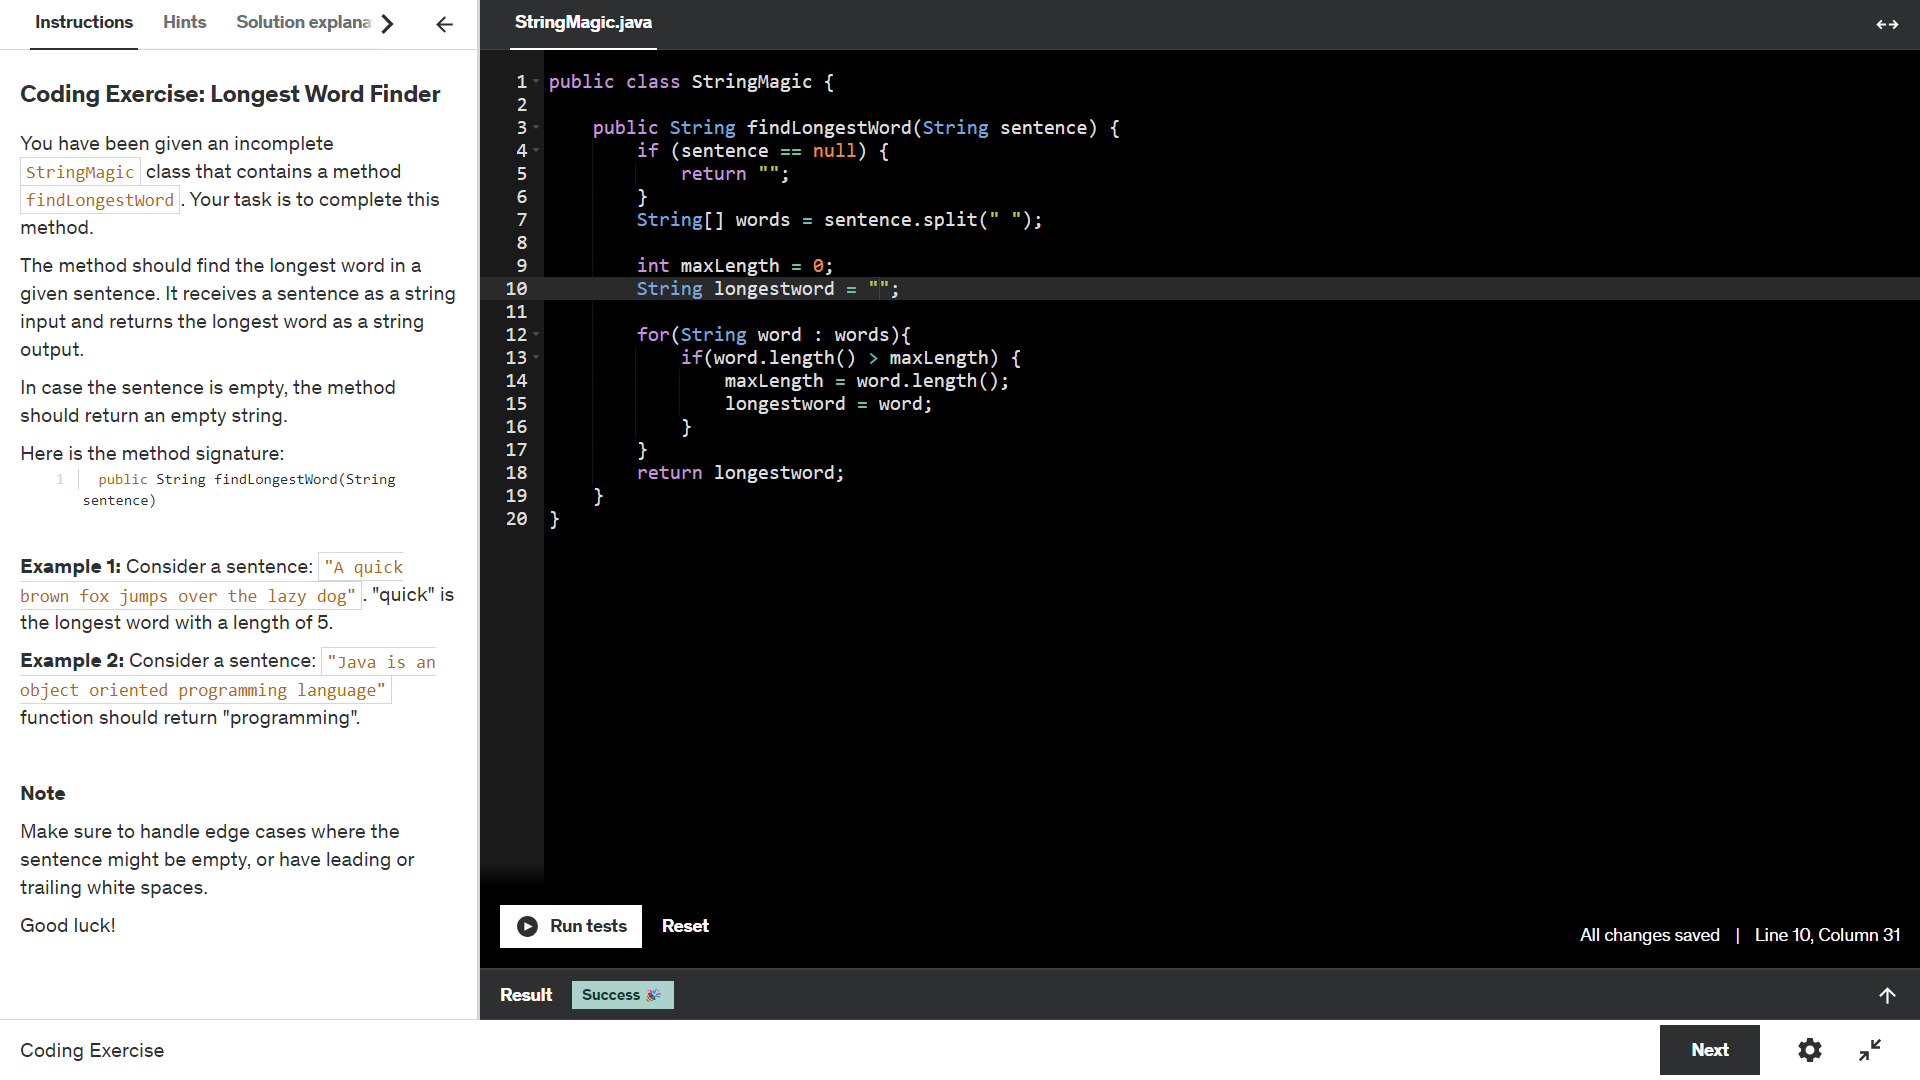 Instructions
Hints
Solution explana
Coding Exercise: Longest Word Finder
You have been given an incomplete
StringMagic class that contains a method
findLongestWord . Your task is to complete this
method.
The method should find the longest word in a
given sentence. It receives a sentence as a string
input and returns the longest word as a string
output.
In case the sentence is empty, the method
should return an empty string.
Here is the method signature:
1 public String findLongestWord(String
sentence)
Example 1: Consider a sentence: "A quick
brown fox jumps over the lazy dog" . "quick" is
the longest word with a length of 5.
Example 2: Consider a sentence: "Java is an
object oriented programming language"
function should return "programming".
Note
Make sure to handle edge cases where the
sentence might be empty, or have leading or
trailing white spaces.
Good luck!
StringMagic.java
1 public class StringMagic {
2
3     public String findLongestWord(String sentence) {
4         if (sentence == null) {
5             return "";
6         }
7         String[] words = sentence.split(" ");
8
9         int maxLength = 0;
10         String longestword = "";
11
12         for(String word : words){
13             if(word.length() > maxLength) {
14                 maxLength = word.length();
15                 longestword = word;
16             }
17         }
18         return longestword;
19     }
20 }
Run tests
Reset
All changes saved | Line 10, Column 31
Result
Success 🎉
Coding Exercise
Next